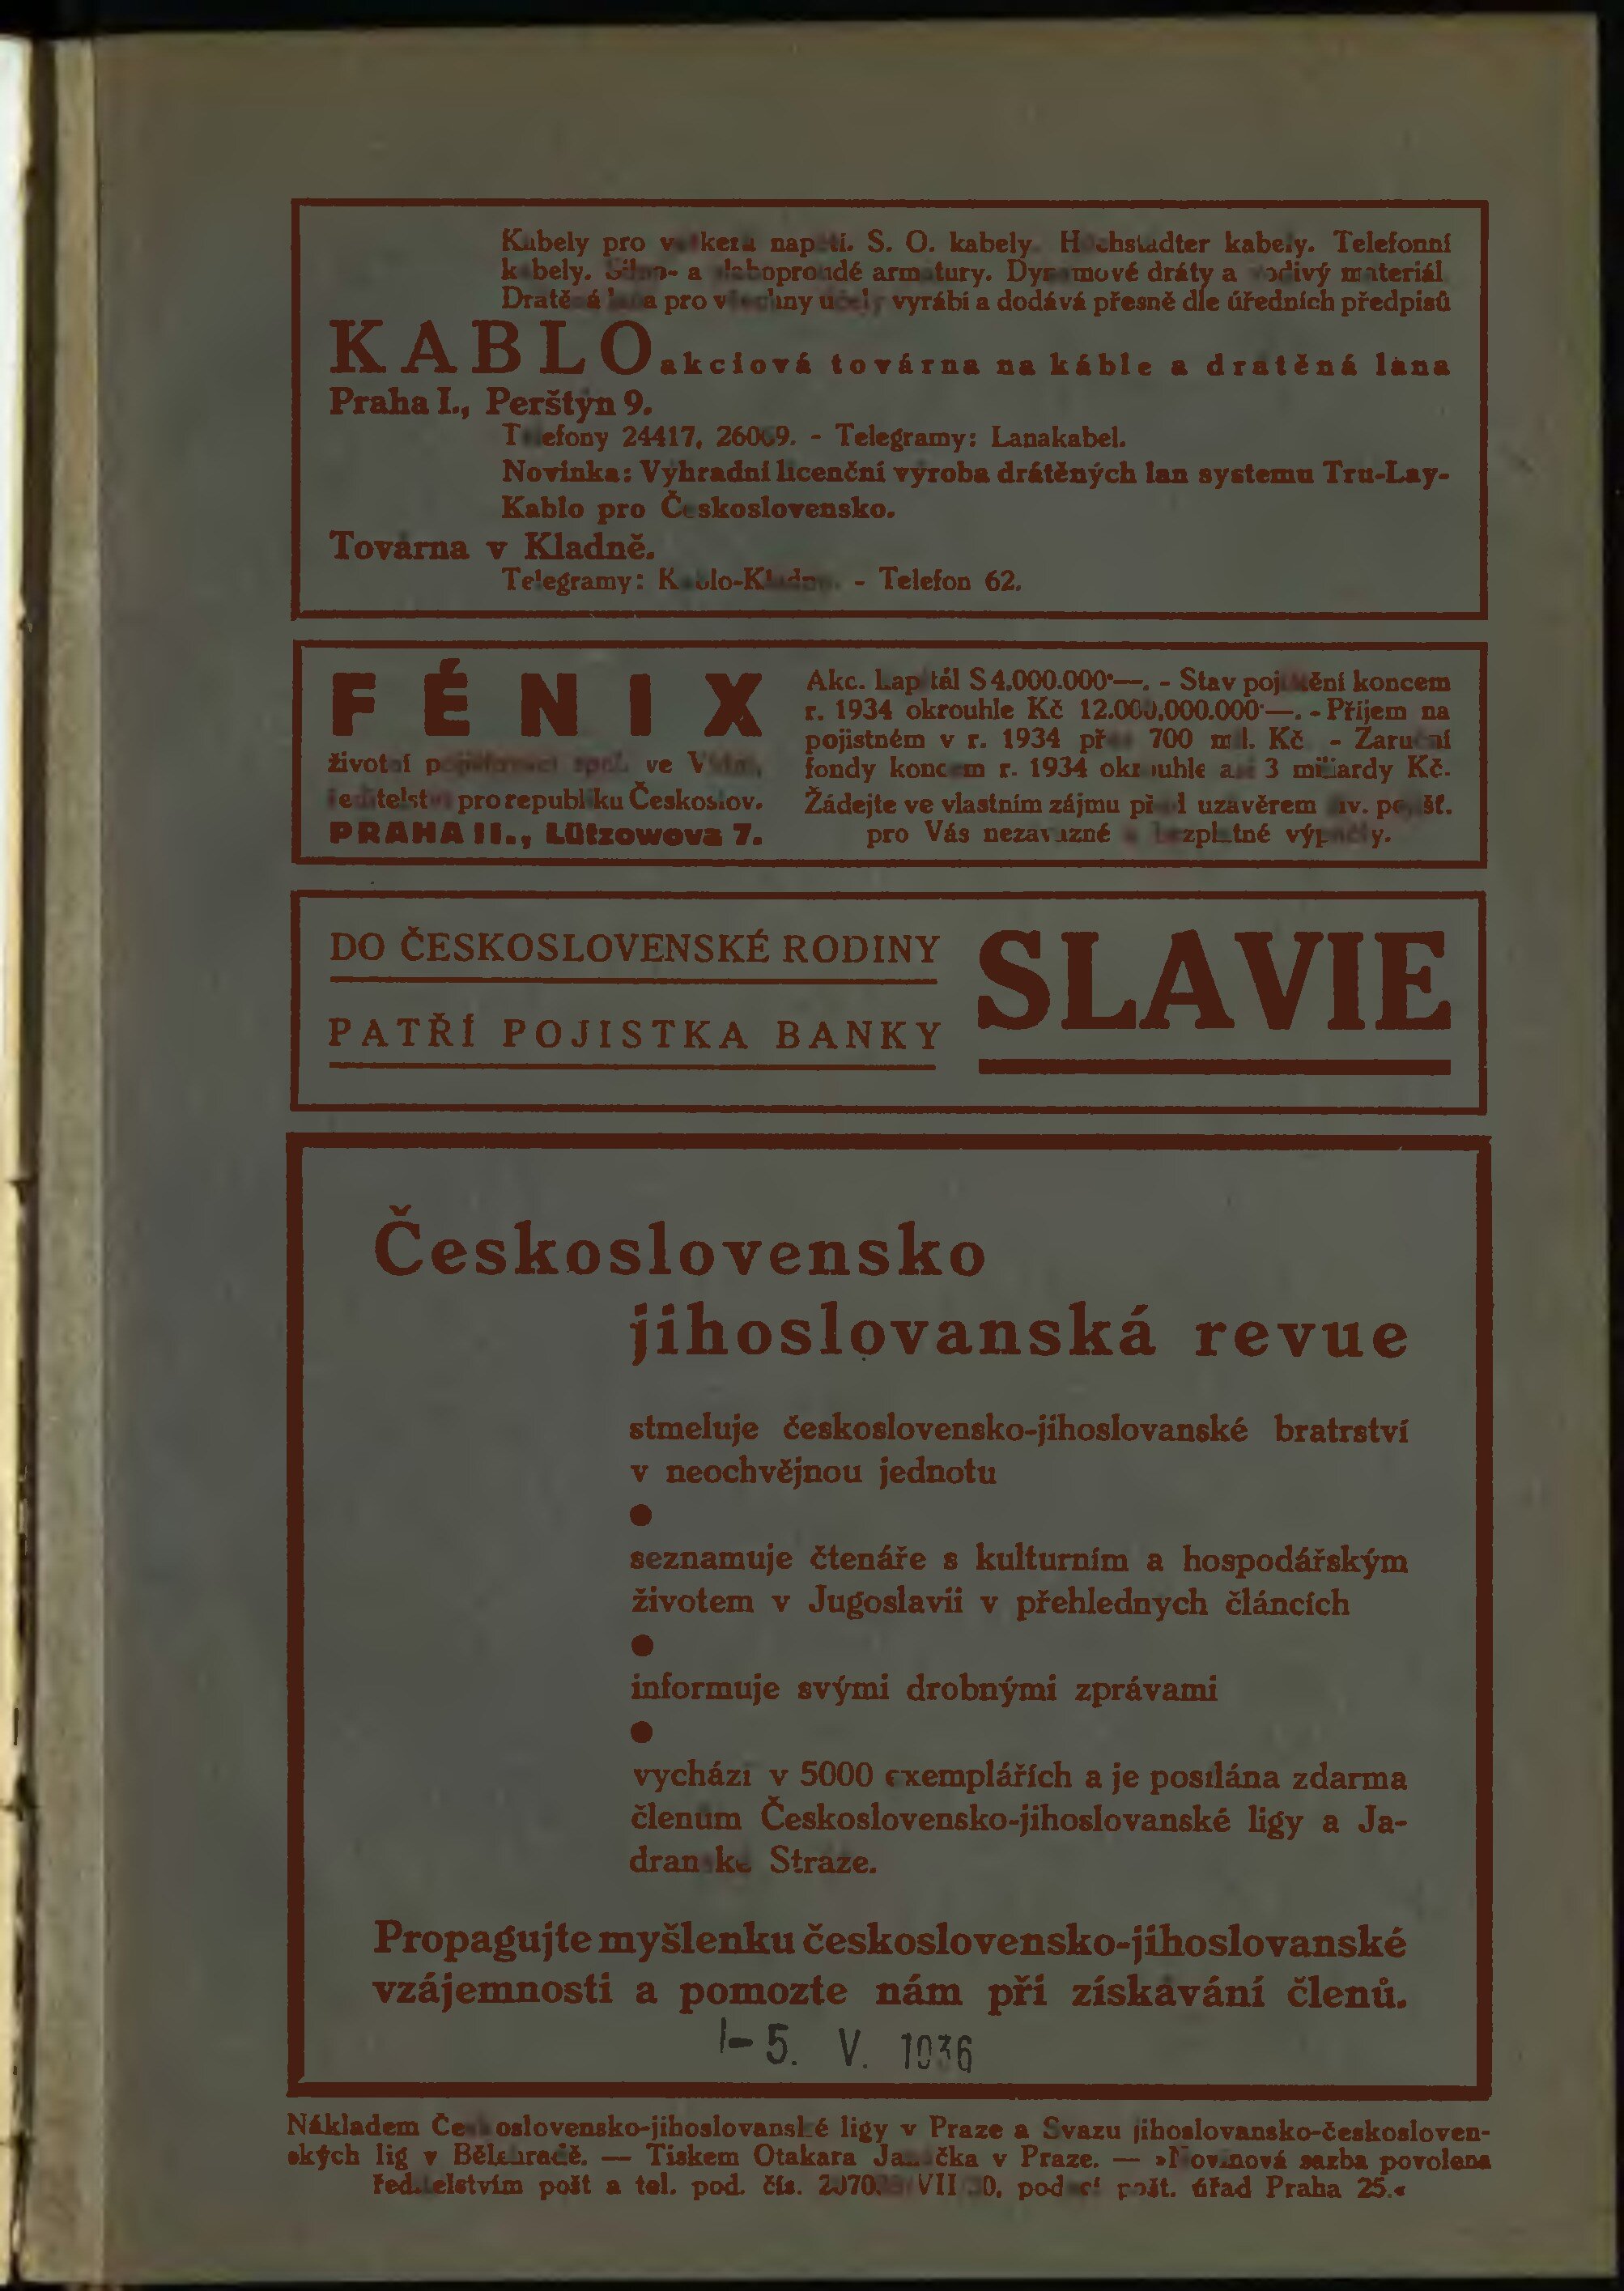 Kabely pro veškerá napětí. S. O. kabely. Höchstädter kabely. Telefonní
kabely. Silno- a slaboproudé armatury. Dynamové dráty a vodivý materiál
Dratěná lana pro všechny účely vyrábí a dodává přesně dle úředních předpisů
KABLO akciová továrna na káble a drátěná lana
Praha I., Perštýn 9.
Telefony 24417, 26069. - Telegramy: Lanakabel.
Novinka: Výhradní licenční výroba drátěných lan systemu Tru-Lay-
Kablo pro Československo.
Továrna v Kladně.
Telegramy: Kablo-Kladno. - Telefon 62.
FÉNIX
životní pojišťovací spol. ve Vídni,
ředitelství pro republiku Českoslov.
PRAHA II., Lützowova 7.
Akc. kapitál S 4,000.000·—. - Stav pojištění koncem
r. 1934 okrouhle Kč 12.000,000.000·—. - Příjem na
pojistném v r. 1934 přes 700 mil. Kč - Zaruční
fondy koncem r. 1934 okrouhle asi 3 miliardy Kč.
Žádejte ve vlastním zájmu před uzávěrem živ. pojišť.
pro Vás nezávazné a bezplatné výpočty.
DO ČESKOSLOVENSKÉ RODINY
PATŘÍ POJISTKA BANKY
SLAVIE
Československo
jihoslovanská revue
stmeluje československo-jihoslovanské bratrství
v neochvějnou jednotu
●
seznamuje čtenáře s kulturním a hospodářským
životem v Jugoslavii v přehledných článcích
●
informuje svými drobnými zprávami
●
vychází v 5000 exemplářích a je posílána zdarma
členům Československo-jihoslovanské ligy a Ja-
dranské Stráže.
Propagujte myšlenku československo-jihoslovanské
vzájemnosti a pomozte nám při získávání členů.
1-5. V. 1936
Nákladem Československo-jihoslovanské ligy v Praze a Svazu jihoslovansko-českosloven-
ských lig v Bělehradě. — Tiskem Otakara Janáčka v Praze. — »Novinová sazba povolena
ředitelstvím pošt a tel. pod. čís. podací pošt. úřad Praha 25.«